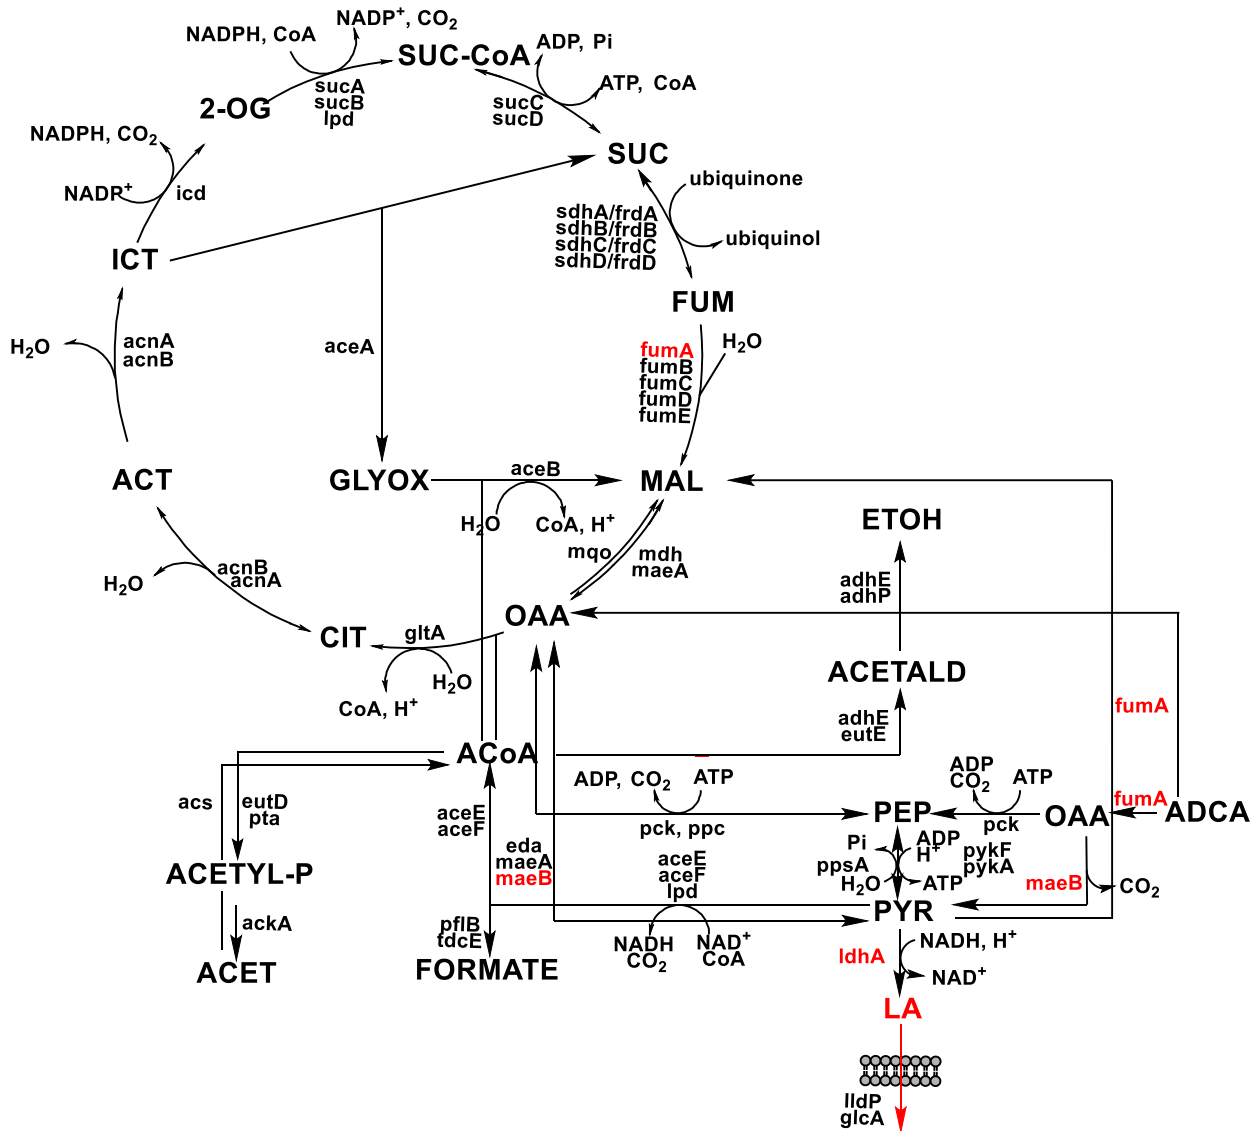 NADPH, CoA
NADP+, CO2
SUC-CoA
ADP, Pi
ATP, CoA
sucA
sucB
lpd
2-OG
sucC
sucD
NADPH, CO2
NADP+
icd
SUC
ubiquinone
sdhA/frdA
sdhB/frdB
sdhC/frdC
sdhD/frdD
ubiquinol
ICT
FUM
H2O
acnA
acnB
aceA
fumA
fumB
fumC
fumD
fumE
H2O
ACT
GLYOX
aceB
MAL
H2O
CoA, H+
ETOH
mqo
mdh
maeA
H2O
acnB
acnA
adhE
adhP
CIT
gltA
OAA
H2O
CoA, H+
ACETALD
adhE
eutE
fumA
ACoA
ADP, CO2
ATP
ADP
CO2
ATP
acs
eutD
pta
aceE
aceF
pck, ppc
PEP
pck
OAA
fumA
ADCA
eda
maeA
maeB
aceE
aceF
lpd
Pi
ppsA
H2O
ADP
H+
ATP
pykF
pykA
maeB
CO2
ACETYL-P
PYR
ackA
pflB
tdcE
NADH
CO2
NAD+
CoA
ldhA
NADH, H+
NAD+
ACET
FORMATE
LA
lldP
glcA